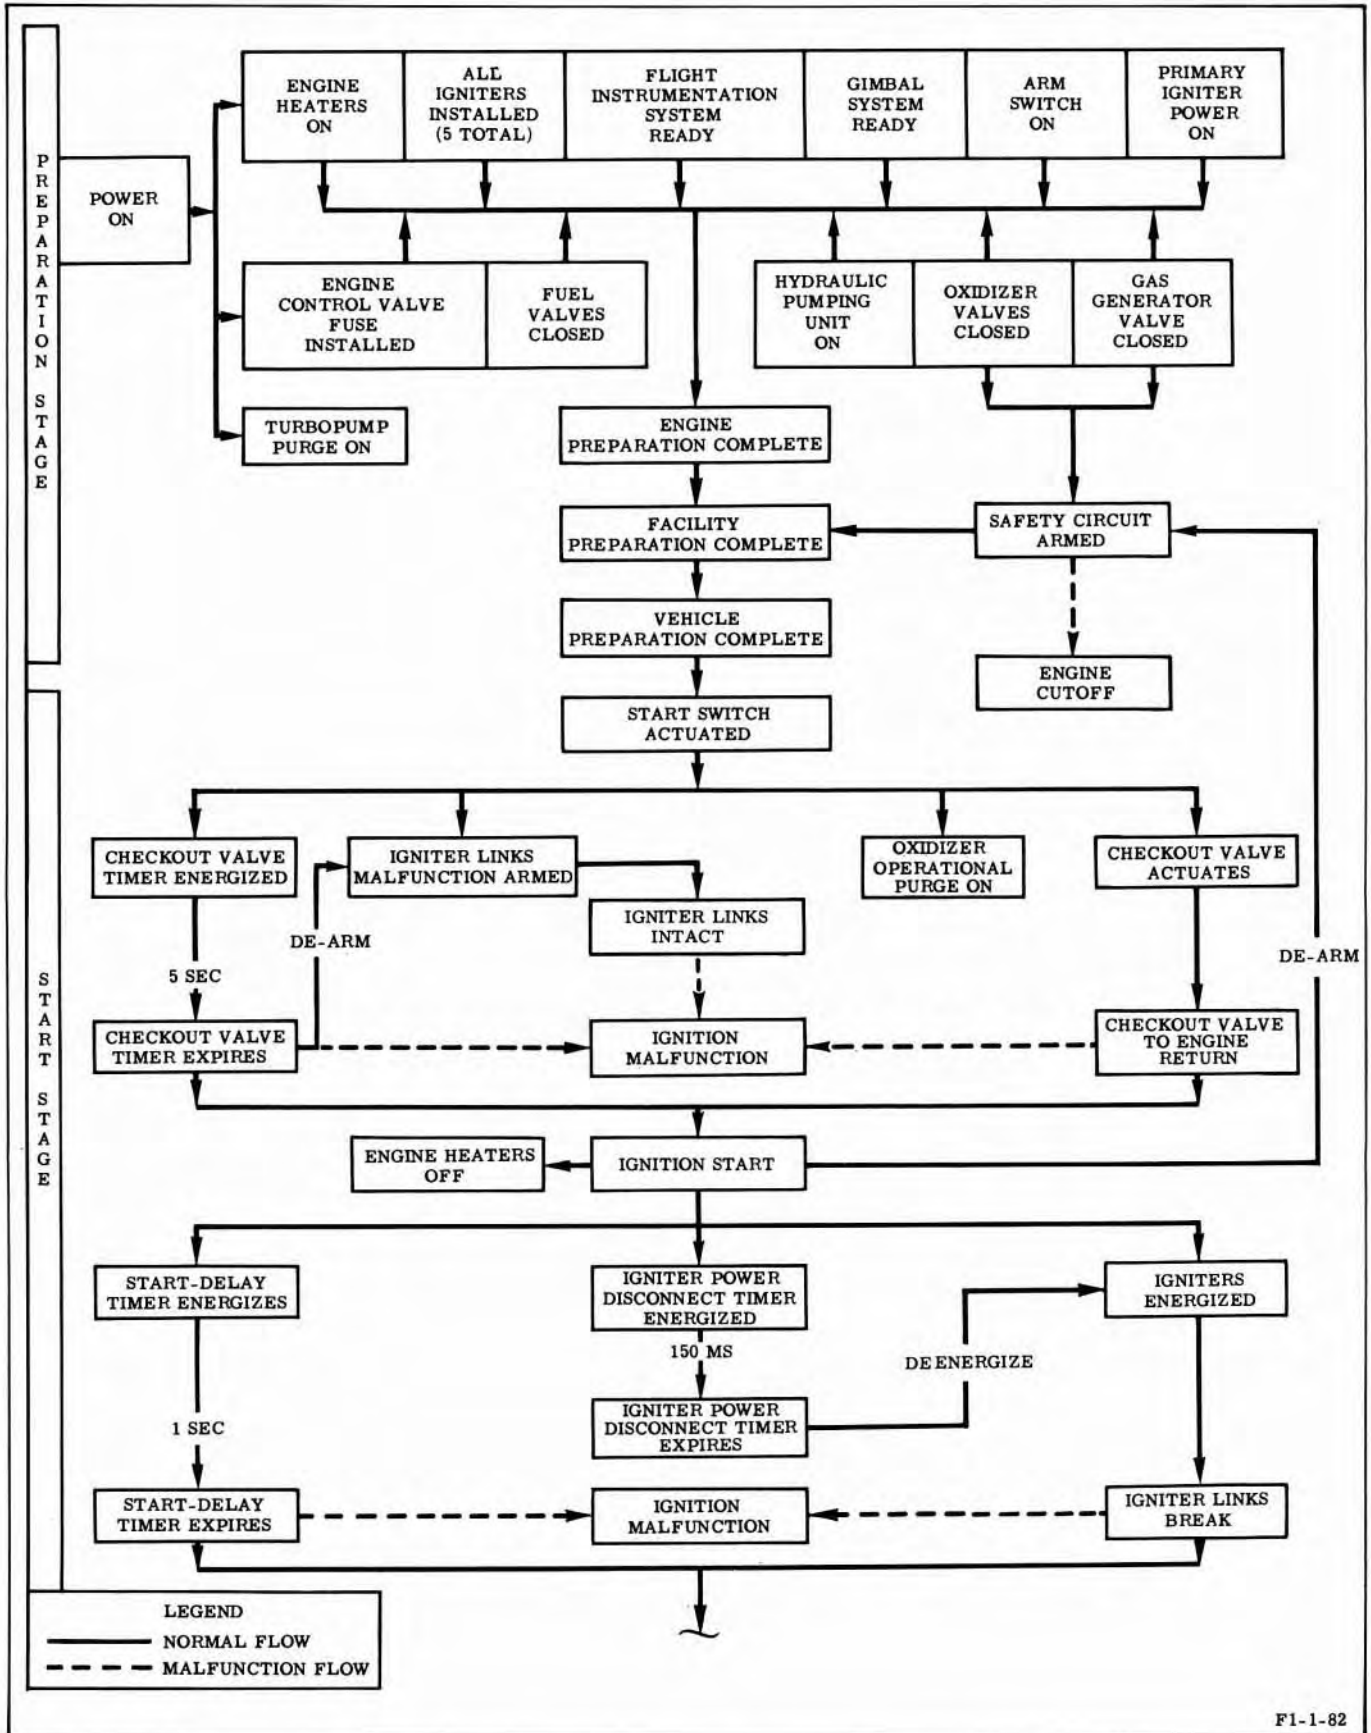 PREPARATION STAGE
POWER
ON
ENGINE
HEATERS
ON
ALL
IGNITERS
INSTALLED
(5 TOTAL)
FLIGHT
INSTRUMENTATION
SYSTEM
READY
GIMBAL
SYSTEM
READY
ARM
SWITCH
ON
PRIMARY
IGNITER
POWER
ON
ENGINE
CONTROL VALVE
FUSE
INSTALLED
FUEL
VALVES
CLOSED
HYDRAULIC
PUMPING
UNIT
ON
OXIDIZER
VALVES
CLOSED
GAS
GENERATOR
VALVE
CLOSED
TURBOPUMP
PURGE ON
ENGINE
PREPARATION COMPLETE
FACILITY
PREPARATION COMPLETE
SAFETY CIRCUIT
ARMED
VEHICLE
PREPARATION COMPLETE
ENGINE
CUTOFF
START STAGE
START SWITCH
ACTUATED
CHECKOUT VALVE
TIMER ENERGIZED
IGNITER LINKS
MALFUNCTION ARMED
OXIDIZER
OPERATIONAL
PURGE ON
CHECKOUT VALVE
ACTUATES
IGNITER LINKS
INTACT
DE-ARM
DE-ARM
5 SEC
CHECKOUT VALVE
TIMER EXPIRES
IGNITION
MALFUNCTION
CHECKOUT VALVE
TO ENGINE
RETURN
ENGINE HEATERS
OFF
IGNITION START
START-DELAY
TIMER ENERGIZES
IGNITER POWER
DISCONNECT TIMER
ENERGIZED
IGNITERS
ENERGIZED
150 MS
DEENERGIZE
1 SEC
IGNITER POWER
DISCONNECT TIMER
EXPIRES
START-DELAY
TIMER EXPIRES
IGNITION
MALFUNCTION
IGNITER LINKS
BREAK
LEGEND
NORMAL FLOW
MALFUNCTION FLOW
F1-1-82